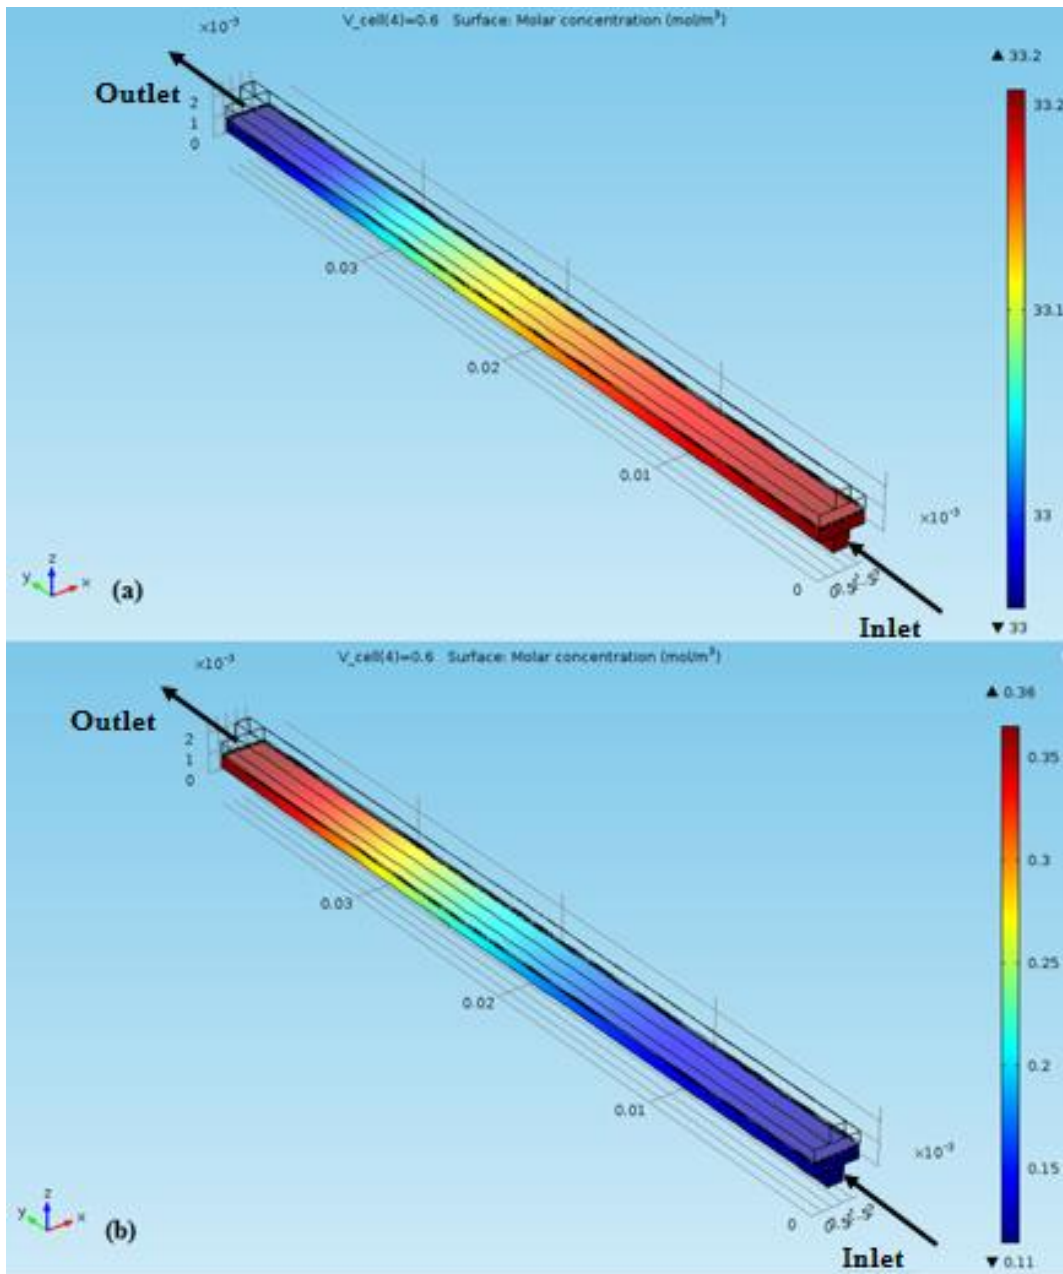 ×10⁻³
V_cell(4)=0.6 Surface: Molar concentration (mol/m³)
▲ 33.2
Outlet
33.2
2
1
0
0.03
33.1
0.02
0.01
×10⁻³
33
0
z
y
x
(a)
Inlet
▼ 33
×10⁻³
V_cell(4)=0.6 Surface: Molar concentration (mol/m³)
▲ 0.36
Outlet
0.35
2
1
0
0.3
0.03
0.25
0.02
0.2
0.01
×10⁻³
0.15
0
z
y
x
(b)
Inlet
▼ 0.11